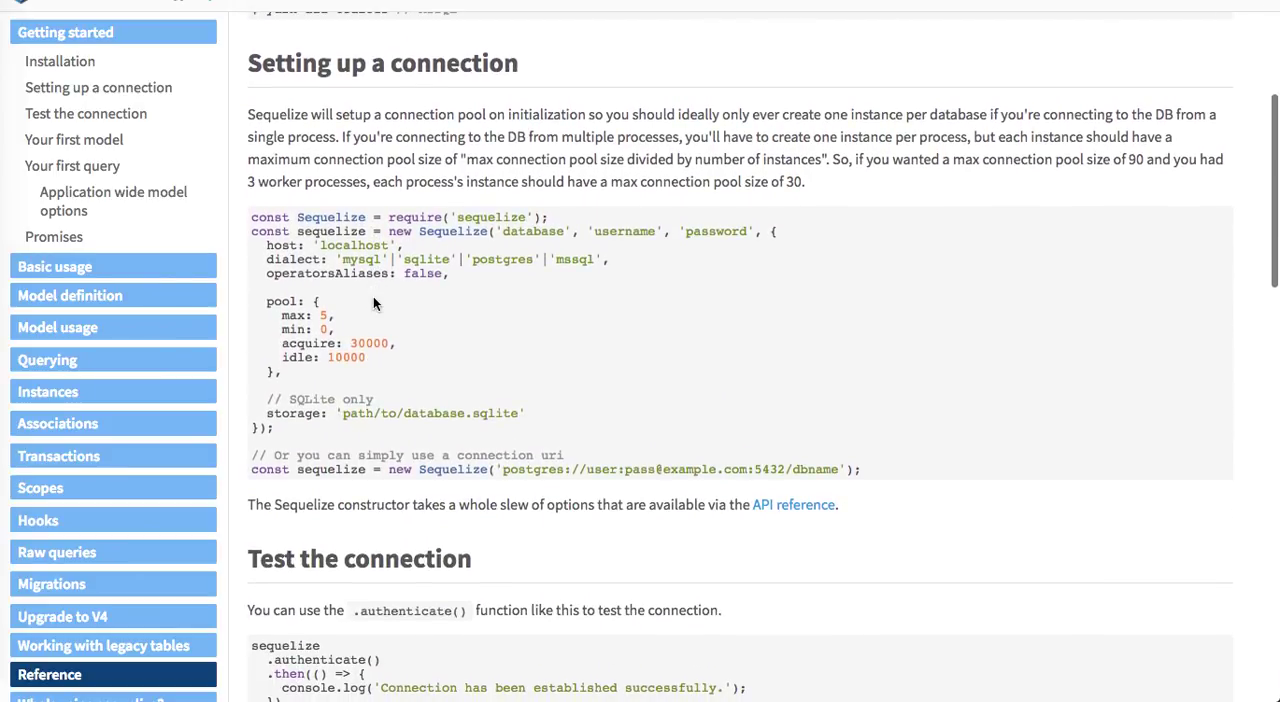 Getting started
Installation
Setting up a connection
Test the connection
Your first model
Your first query
Application wide model
options
Promises
Basic usage
Model definition
Model usage
Querying
Instances
Associations
Transactions
Scopes
Hooks
Raw queries
Migrations
Upgrade to V4
Working with legacy tables
Reference
Setting up a connection
Sequelize will setup a connection pool on initialization so you should ideally only ever create one instance per database if you're connecting to the DB from a
single process. If you're connecting to the DB from multiple processes, you'll have to create one instance per process, but each instance should have a
maximum connection pool size of "max connection pool size divided by number of instances". So, if you wanted a max connection pool size of 90 and you had
3 worker processes, each process's instance should have a max connection pool size of 30.
const Sequelize = require('sequelize');
const sequelize = new Sequelize('database', 'username', 'password', {
  host: 'localhost',
  dialect: 'mysql'|'sqlite'|'postgres'|'mssql',
  operatorsAliases: false,
  pool: {
    max: 5,
    min: 0,
    acquire: 30000,
    idle: 10000
  },
  // SQLite only
  storage: 'path/to/database.sqlite'
});
// Or you can simply use a connection uri
const sequelize = new Sequelize('postgres://user:pass@example.com:5432/dbname');
The Sequelize constructor takes a whole slew of options that are available via the API reference.
Test the connection
You can use the .authenticate() function like this to test the connection.
sequelize
  .authenticate()
  .then(() => {
    console.log('Connection has been established successfully.');